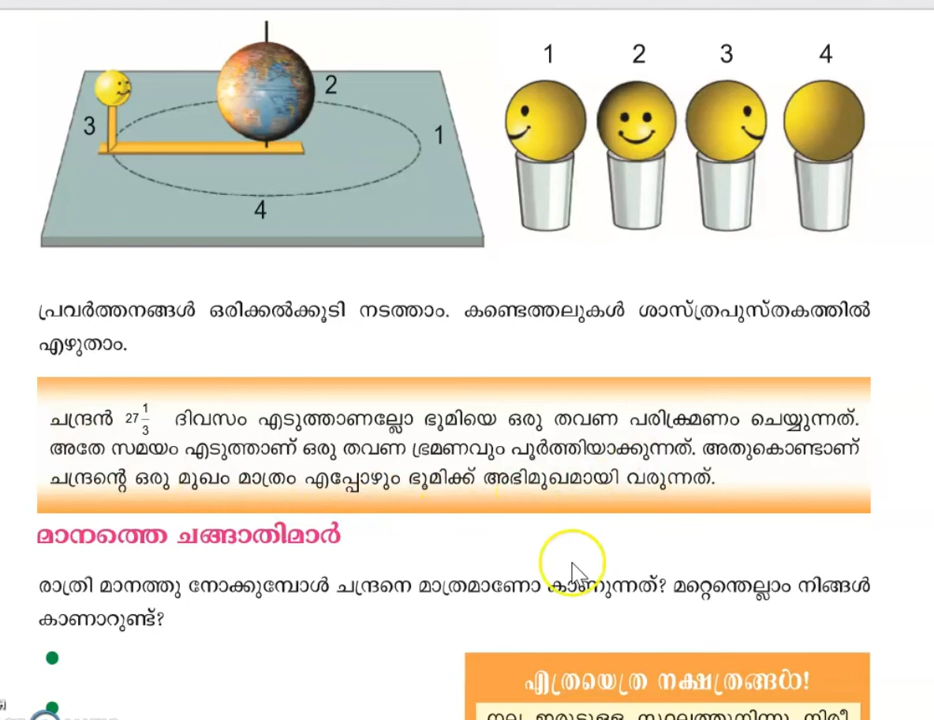 1 2 3 4
2
3
1
4
പ്രവർത്തനങ്ങൾ ഒരിക്കൽക്കൂടി നടത്താം. കണ്ടെത്തലുകൾ ശാസ്ത്രപുസ്തകത്തിൽ
എഴുതാം.
ചന്ദ്രൻ 27 1/3 ദിവസം എടുത്താണല്ലോ ഭൂമിയെ ഒരു തവണ പരിക്രമണം ചെയ്യുന്നത്.
അതേ സമയം എടുത്താണ് ഒരു തവണ ഭ്രമണവും പൂർത്തിയാക്കുന്നത്. അതുകൊണ്ടാണ്
ചന്ദ്രന്റെ ഒരു മുഖം മാത്രം എപ്പോഴും ഭൂമിക്ക് അഭിമുഖമായി വരുന്നത്.
മാനത്തെ ചങ്ങാതിമാർ
രാത്രി മാനത്തു നോക്കുമ്പോൾ ചന്ദ്രനെ മാത്രമാണോ കാണുന്നത്? മറ്റെന്തെല്ലാം നിങ്ങൾ
കാണാറുണ്ട്?
എത്രയെത്ര നക്ഷത്രങ്ങൾ!